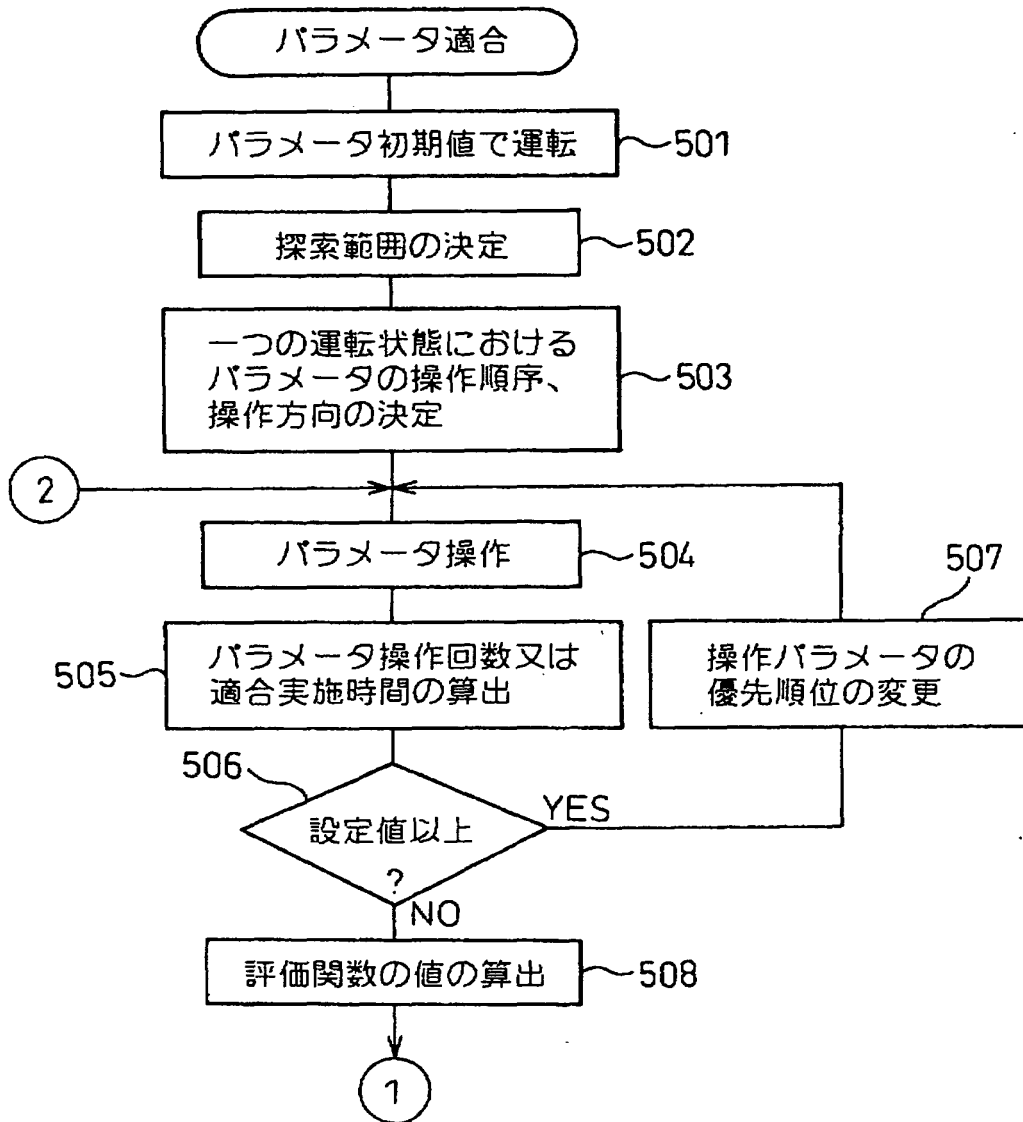 パラメータ適合
パラメータ初期値で運転
501
探索範囲の決定
502
一つの運転状態における
パラメータの操作順序、
操作方向の決定
503
2
パラメータ操作
504
507
505
パラメータ操作回数又は
適合実施時間の算出
操作パラメータの
優先順位の変更
506
設定値以上
?
YES
NO
評価関数の値の算出
508
1